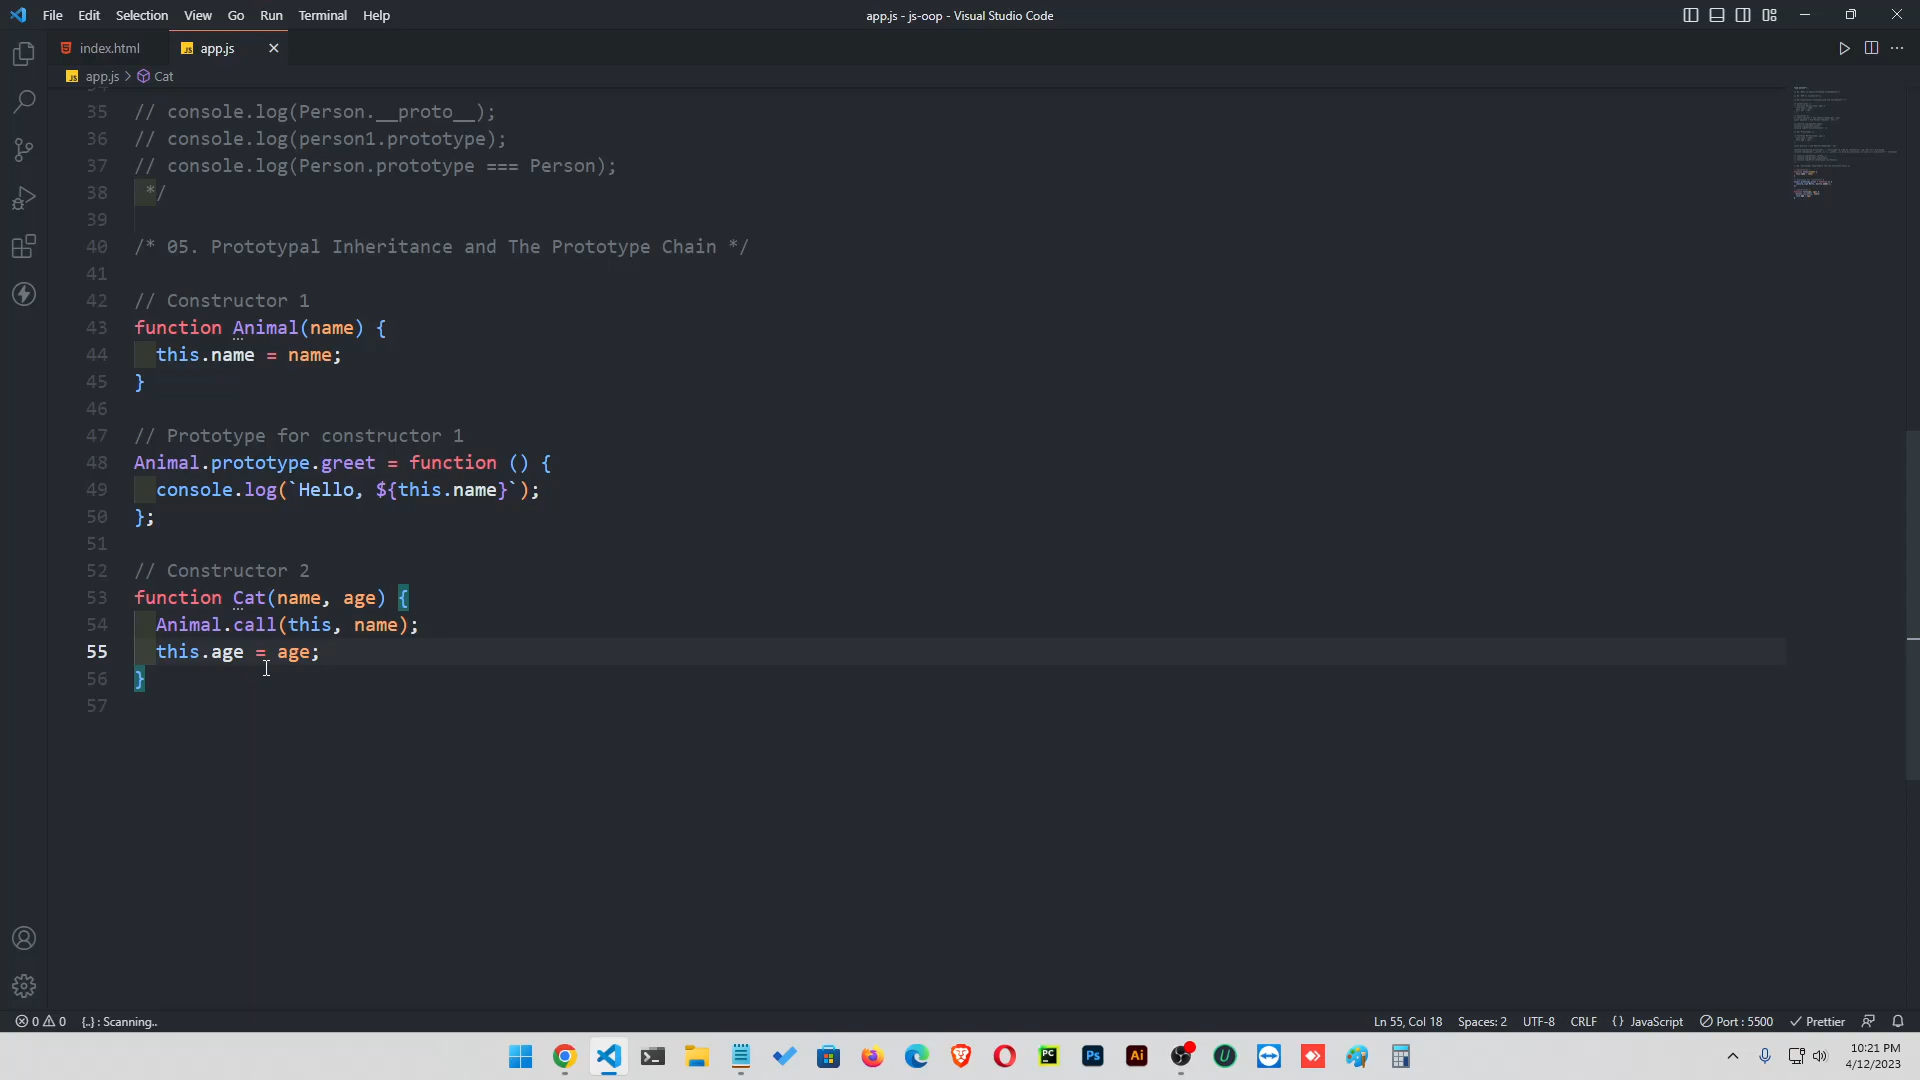 File Edit Selection View Go Run Terminal Help
app.js - js-oop - Visual Studio Code
index.html
JS app.js
JS app.js > Cat
35 // console.log(Person.__proto__);
36 // console.log(person1.prototype);
37 // console.log(Person.prototype === Person);
38 */
39
40 /* 05. Prototypal Inheritance and The Prototype Chain */
41
42 // Constructor 1
43 function Animal(name) {
44 this.name = name;
45 }
46
47 // Prototype for constructor 1
48 Animal.prototype.greet = function () {
49 console.log(`Hello, ${this.name}`);
50 };
51
52 // Constructor 2
53 function Cat(name, age) {
54 Animal.call(this, name);
55 this.age = age;
56 }
57
0 0 {..} : Scanning..
Ln 55, Col 18 Spaces: 2 UTF-8 CRLF {} JavaScript Port : 5500 Prettier
PC Ps Ai U
10:21 PM
4/12/2023